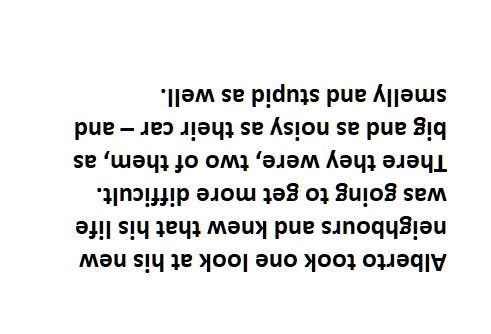 Alberto took one look at his new
neighbours and knew that his life
was going to get more difficult.
There they were, two of them, as
big and as noisy as their car – and
smelly and stupid as well.